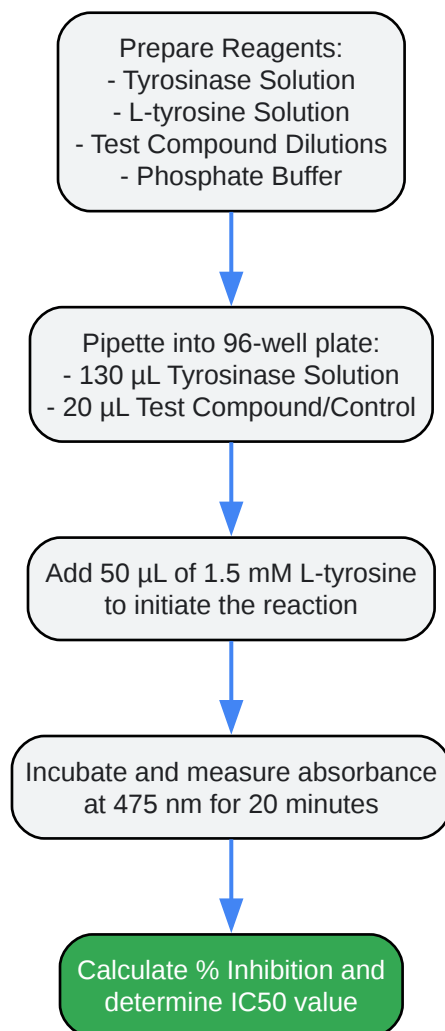 Prepare Reagents:
- Tyrosinase Solution
- L-tyrosine Solution
- Test Compound Dilutions
- Phosphate Buffer
Pipette into 96-well plate:
- 130 µL Tyrosinase Solution
- 20 µL Test Compound/Control
Add 50 µL of 1.5 mM L-tyrosine
to initiate the reaction
Incubate and measure absorbance
at 475 nm for 20 minutes
Calculate % Inhibition and
determine IC50 value